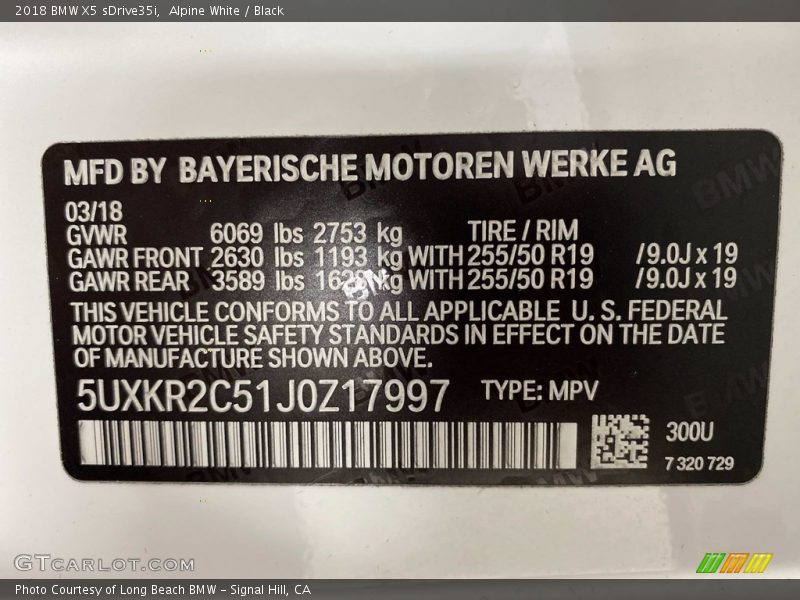 2018 BMW X5 sDrive35i,  Alpine White / Black
MFD BY BAYERISCHE MOTOREN WERKE AG
03/18
GVWR 6069 lbs 2753 kg TIRE / RIM
GAWR FRONT 2630 lbs 1193 kg WITH 255/50 R19 /9.0J x 19
GAWR REAR 3589 lbs 1628 kg WITH 255/50 R19 /9.0J x 19
THIS VEHICLE CONFORMS TO ALL APPLICABLE U. S. FEDERAL
MOTOR VEHICLE SAFETY STANDARDS IN EFFECT ON THE DATE
OF MANUFACTURE SHOWN ABOVE.
5UXKR2C51J0Z17997 TYPE: MPV
300U
7 320 729
GTCARLOT.COM
Photo Courtesy of Long Beach BMW - Signal Hill, CA